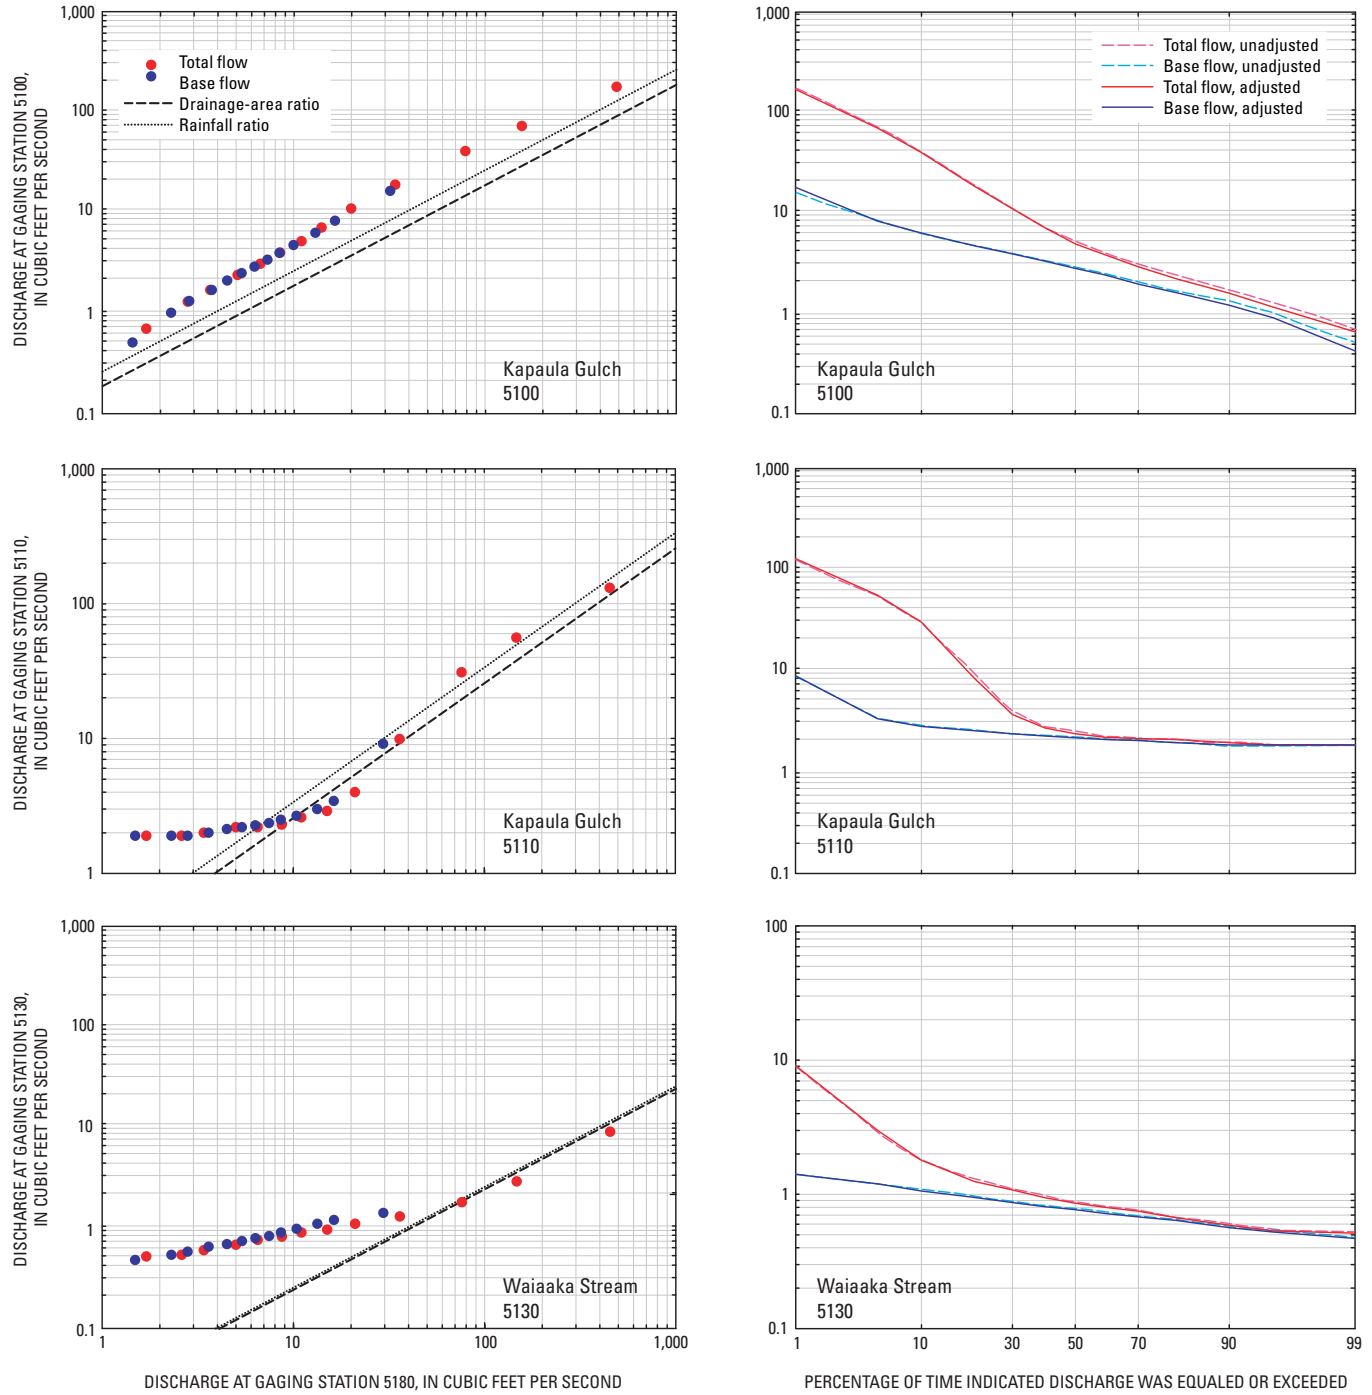 DISCHARGE AT GAGING STATION 5100,
IN CUBIC FEET PER SECOND
1,000
100
10
1
0.1
Total flow
Base flow
Drainage-area ratio
Rainfall ratio
Kapaula Gulch
5100
1,000
100
10
1
0.1
Total flow, unadjusted
Base flow, unadjusted
Total flow, adjusted
Base flow, adjusted
Kapaula Gulch
5100
DISCHARGE AT GAGING STATION 5110,
IN CUBIC FEET PER SECOND
1,000
100
10
1
Kapaula Gulch
5110
1,000
100
10
1
0.1
Kapaula Gulch
5110
DISCHARGE AT GAGING STATION 5130,
IN CUBIC FEET PER SECOND
1,000
100
10
1
0.1
Waiaaka Stream
5130
1 10 100 1,000
DISCHARGE AT GAGING STATION 5180, IN CUBIC FEET PER SECOND
100
10
1
0.1
Waiaaka Stream
5130
1 10 30 50 70 90 99
PERCENTAGE OF TIME INDICATED DISCHARGE WAS EQUALED OR EXCEEDED